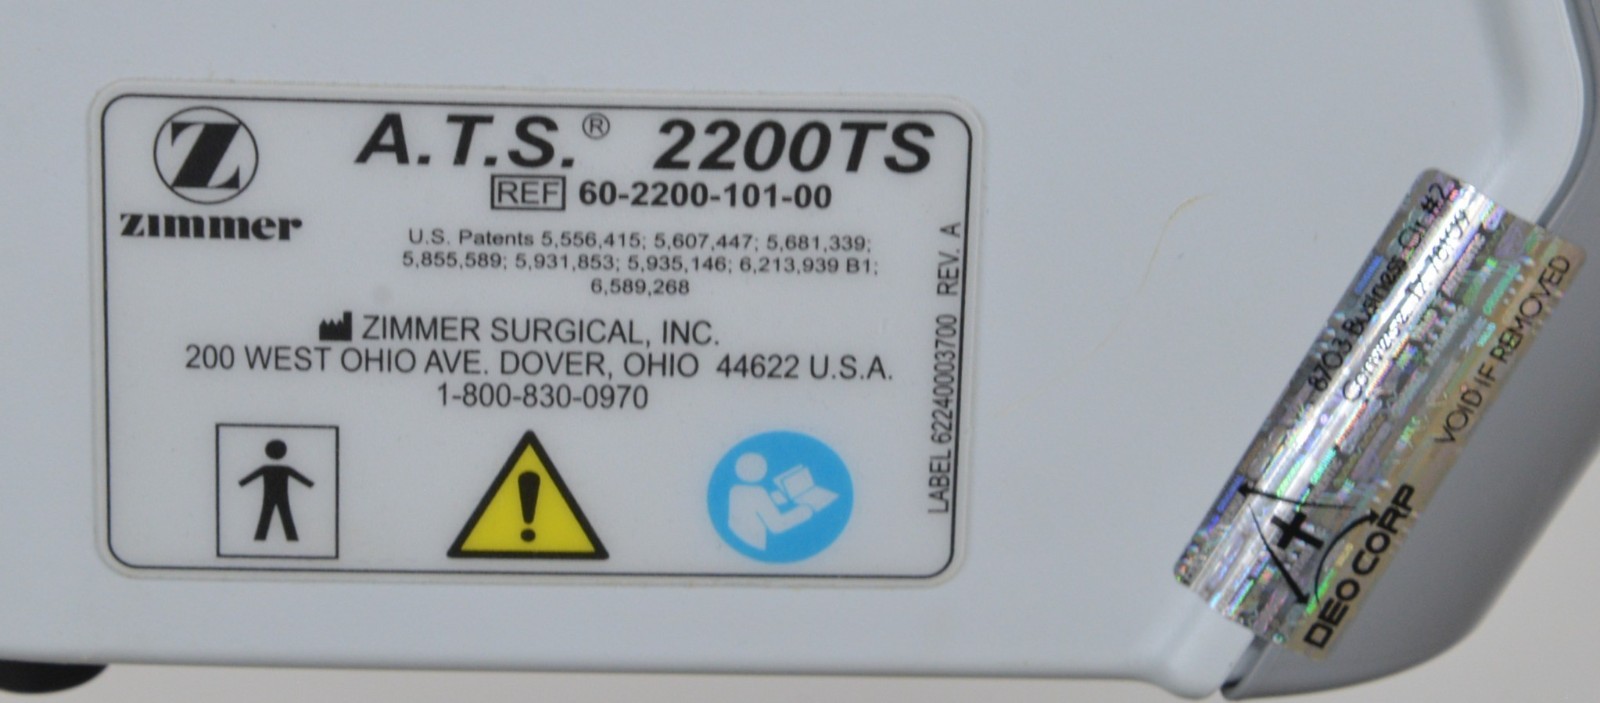 Z
zimmer
A.T.S.® 2200TS
REF 60-2200-101-00
U.S. Patents 5,556,415; 5,607,447; 5,681,339;
5,855,589; 5,931,853; 5,935,146; 6,213,939 B1;
6,589,268
ZIMMER SURGICAL, INC.
200 WEST OHIO AVE. DOVER, OHIO 44622 U.S.A.
1-800-830-0970
LABEL 62240003700 REV. A
8703 Business Cir #2
Converse, Tx 78109
VOID IF REMOVED
DEO CORP